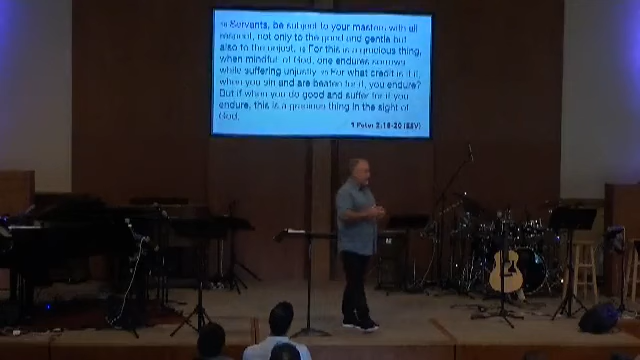 18 Servants, be subject to your masters with all
respect, not only to the good and gentle but
also to the unjust. 19 For this is a gracious thing,
when mindful of God, one endures sorrows
while suffering unjustly. 20 For what credit is it if,
when you sin and are beaten for it, you endure?
But if when you do good and suffer for it you
endure, this is a gracious thing in the sight of
God.
1 Peter 2:18-20 (ESV)